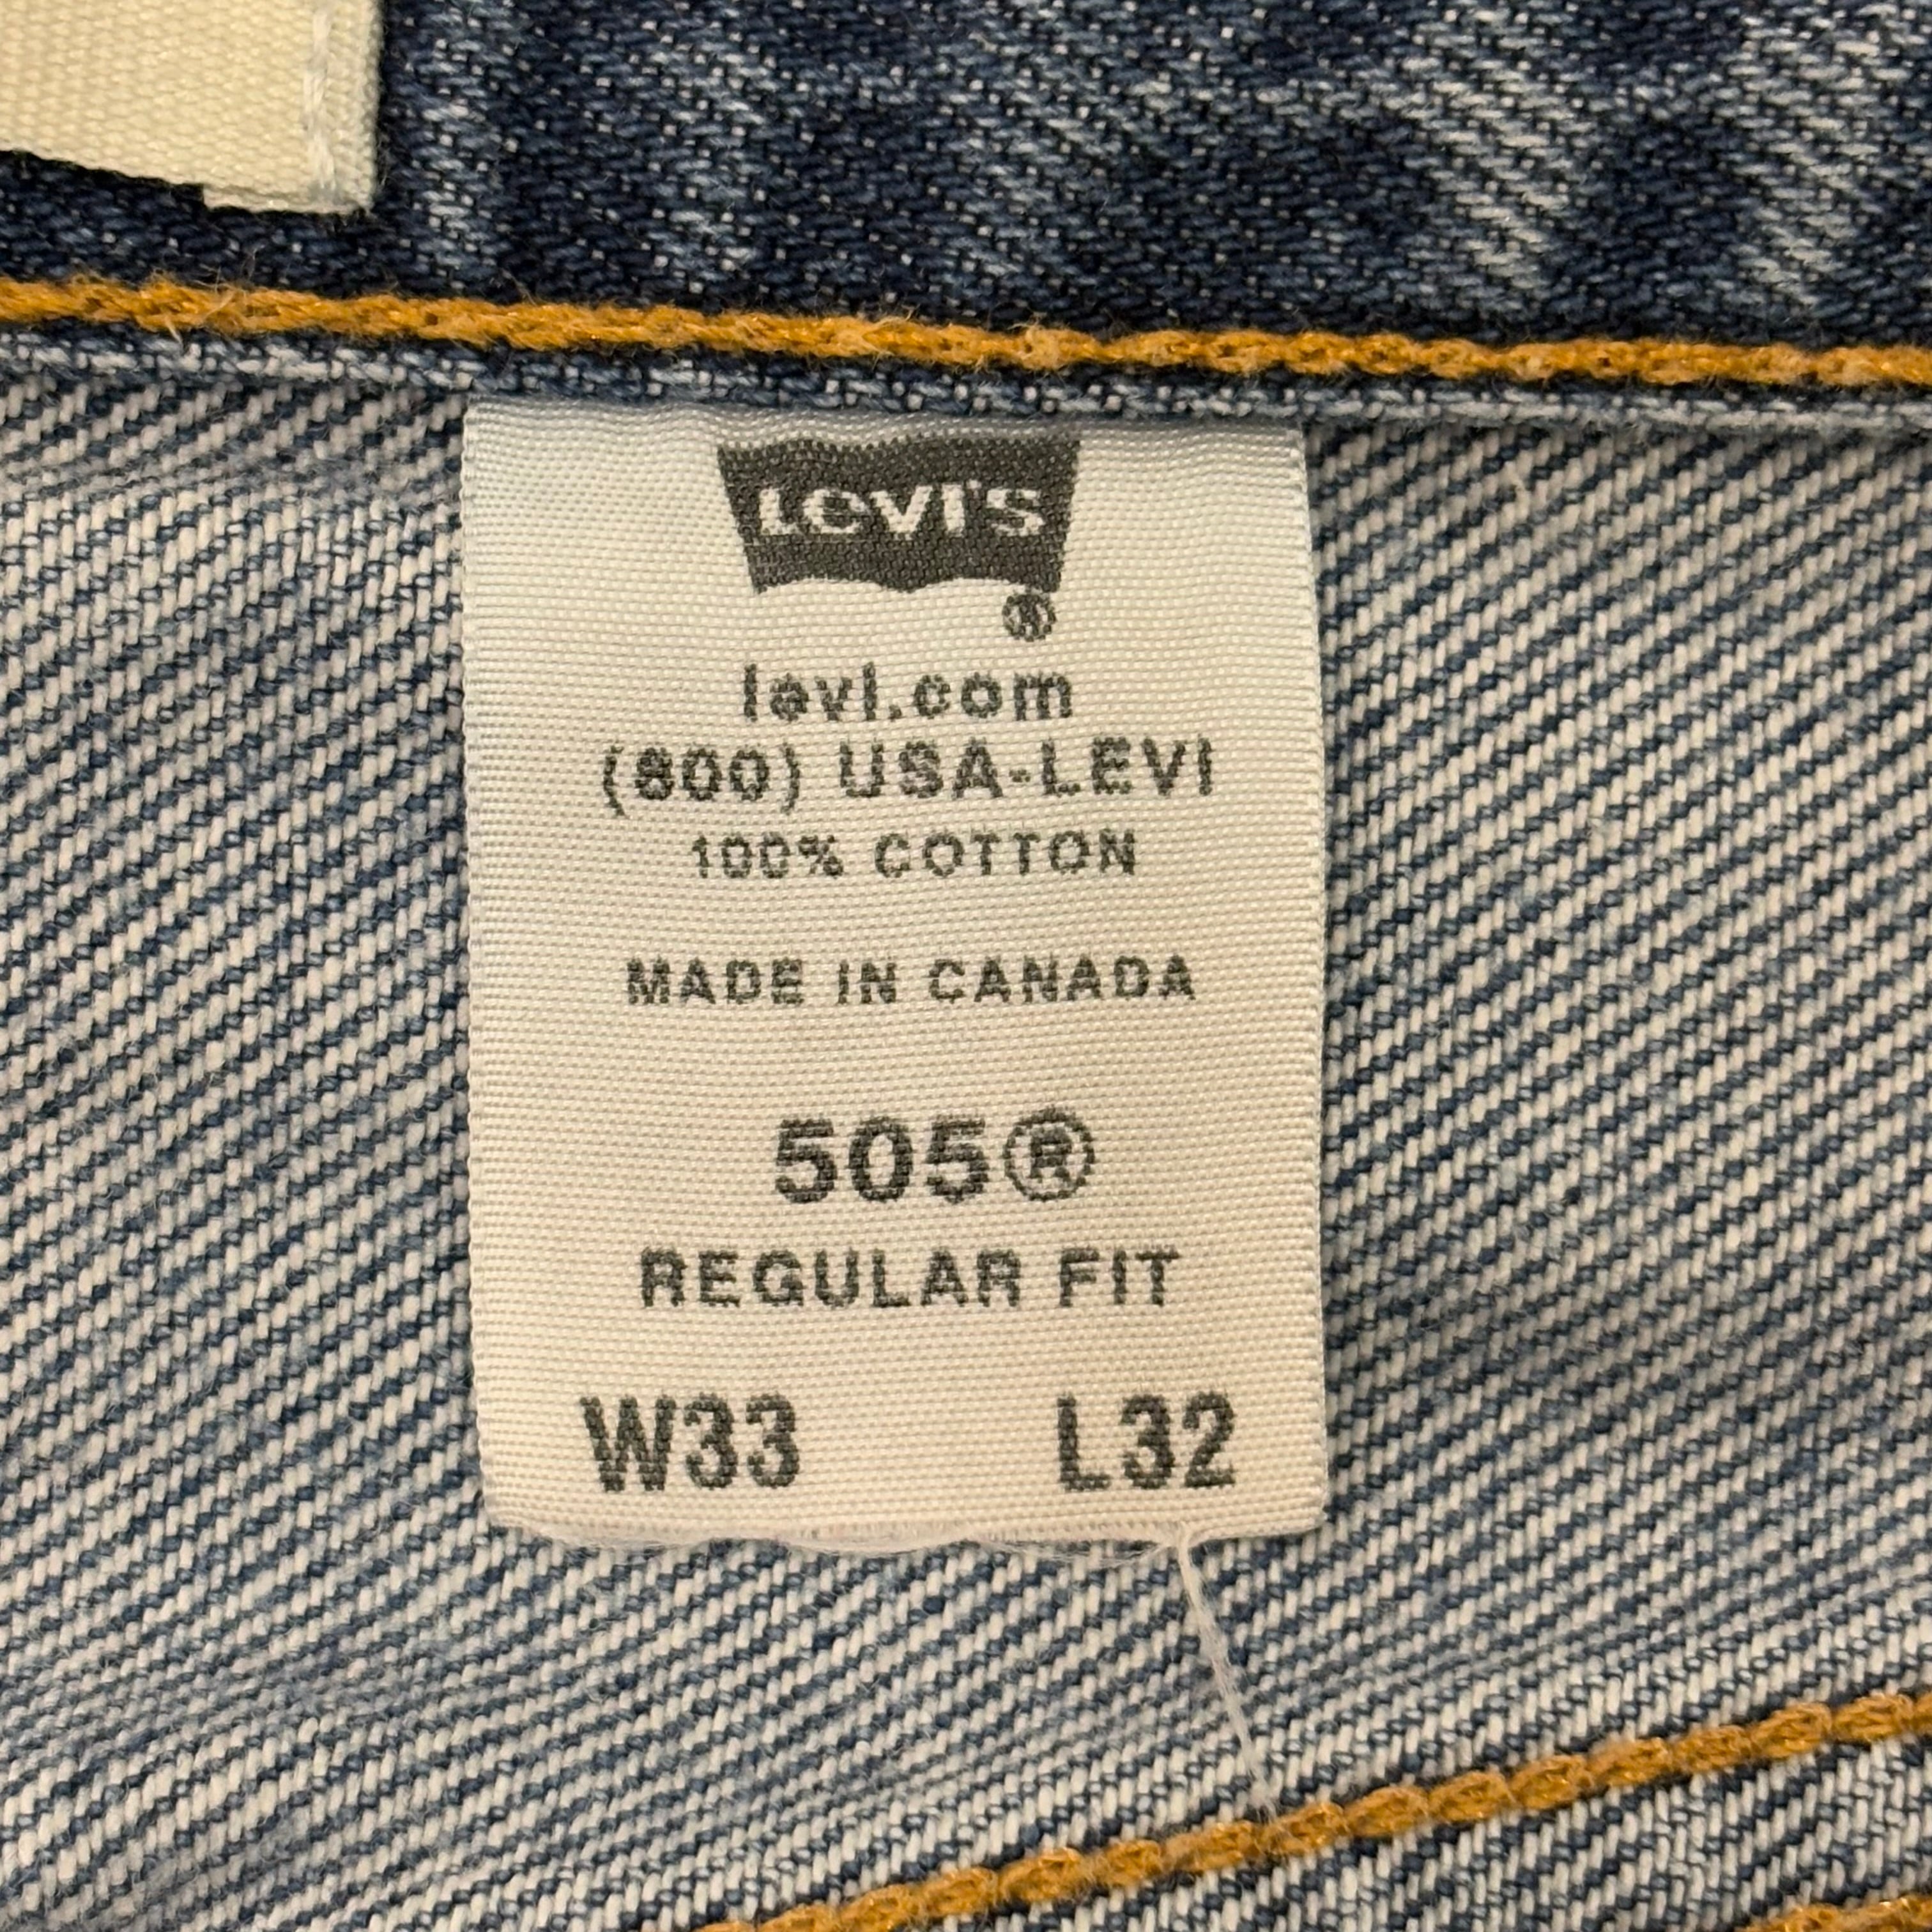 LEVI'S
®
levi.com
(800) USA-LEVI
100% COTTON
MADE IN CANADA
505®
REGULAR FIT
W33 L32